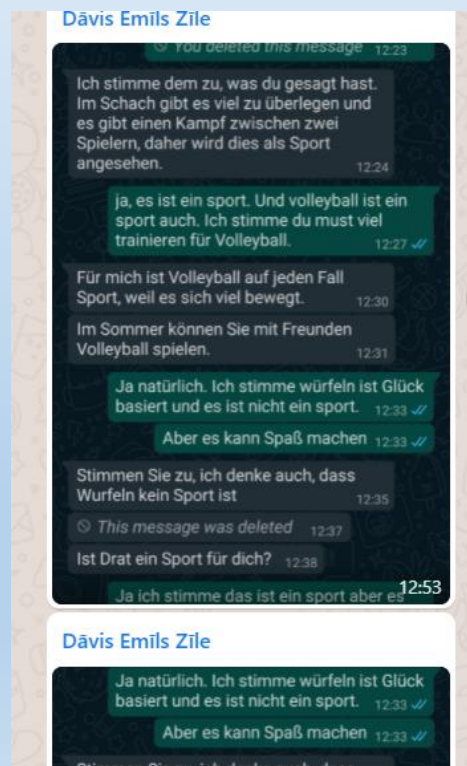 Dāvis Emīls Zīle
You deleted this message 12:23
Ich stimme dem zu, was du gesagt hast.
Im Schach gibt es viel zu überlegen und
es gibt einen Kampf zwischen zwei
Spielern, daher wird dies als Sport
angesehen. 12:24
ja, es ist ein sport. Und volleyball ist ein
sport auch. Ich stimme du must viel
trainieren für Volleyball. 12:27
Für mich ist Volleyball auf jeden Fall
Sport, weil es sich viel bewegt. 12:30
Im Sommer können Sie mit Freunden
Volleyball spielen. 12:31
Ja natürlich. Ich stimme würfeln ist Glück
basiert und es ist nicht ein sport. 12:33
Aber es kann Spaß machen 12:33
Stimmen Sie zu, ich denke auch, dass
Wurfeln kein Sport ist 12:35
This message was deleted 12:37
Ist Drat ein Sport für dich? 12:38
Ja ich stimme das ist ein sport aber es
12:53
Dāvis Emīls Zīle
Ja natürlich. Ich stimme würfeln ist Glück
basiert und es ist nicht ein sport. 12:33
Aber es kann Spaß machen 12:33